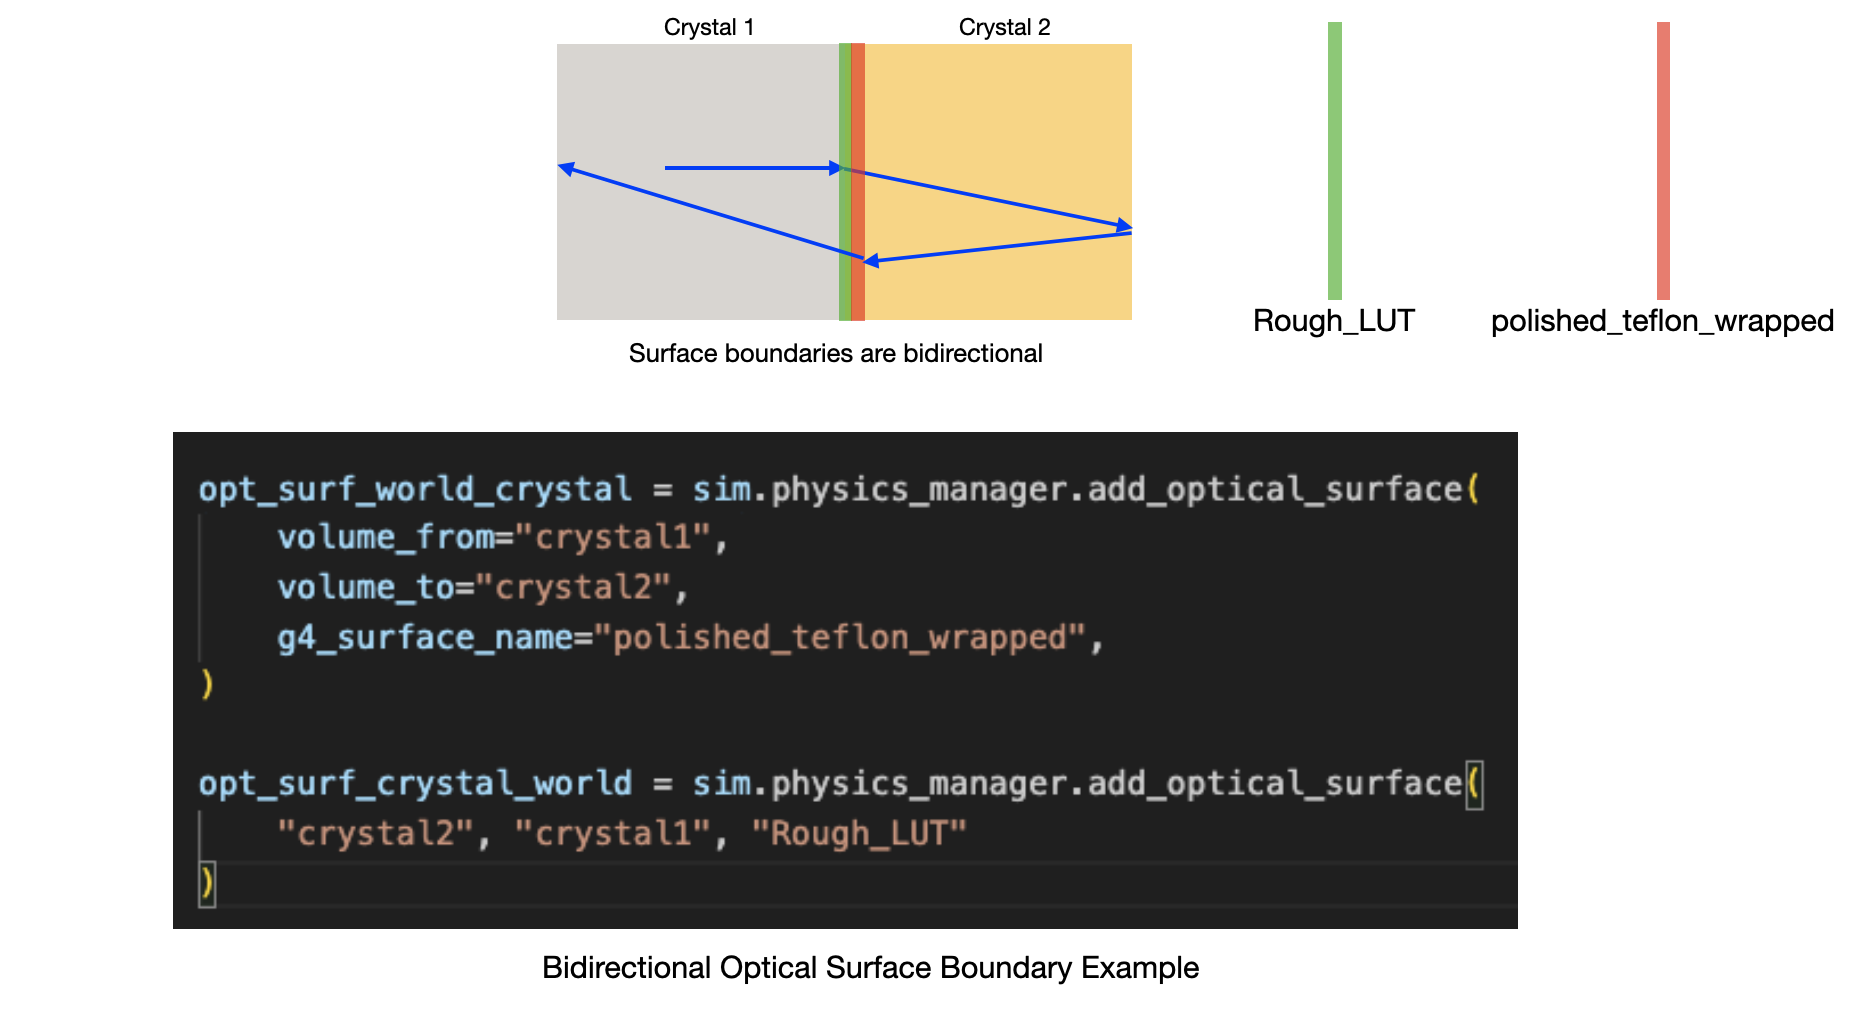 Crystal 1
Crystal 2
Surface boundaries are bidirectional
Rough_LUT
polished_teflon_wrapped
opt_surf_world_crystal = sim.physics_manager.add_optical_surface(
    volume_from="crystal1",
    volume_to="crystal2",
    g4_surface_name="polished_teflon_wrapped",
)
opt_surf_crystal_world = sim.physics_manager.add_optical_surface(
    "crystal2", "crystal1", "Rough_LUT"
)
Bidirectional Optical Surface Boundary Example